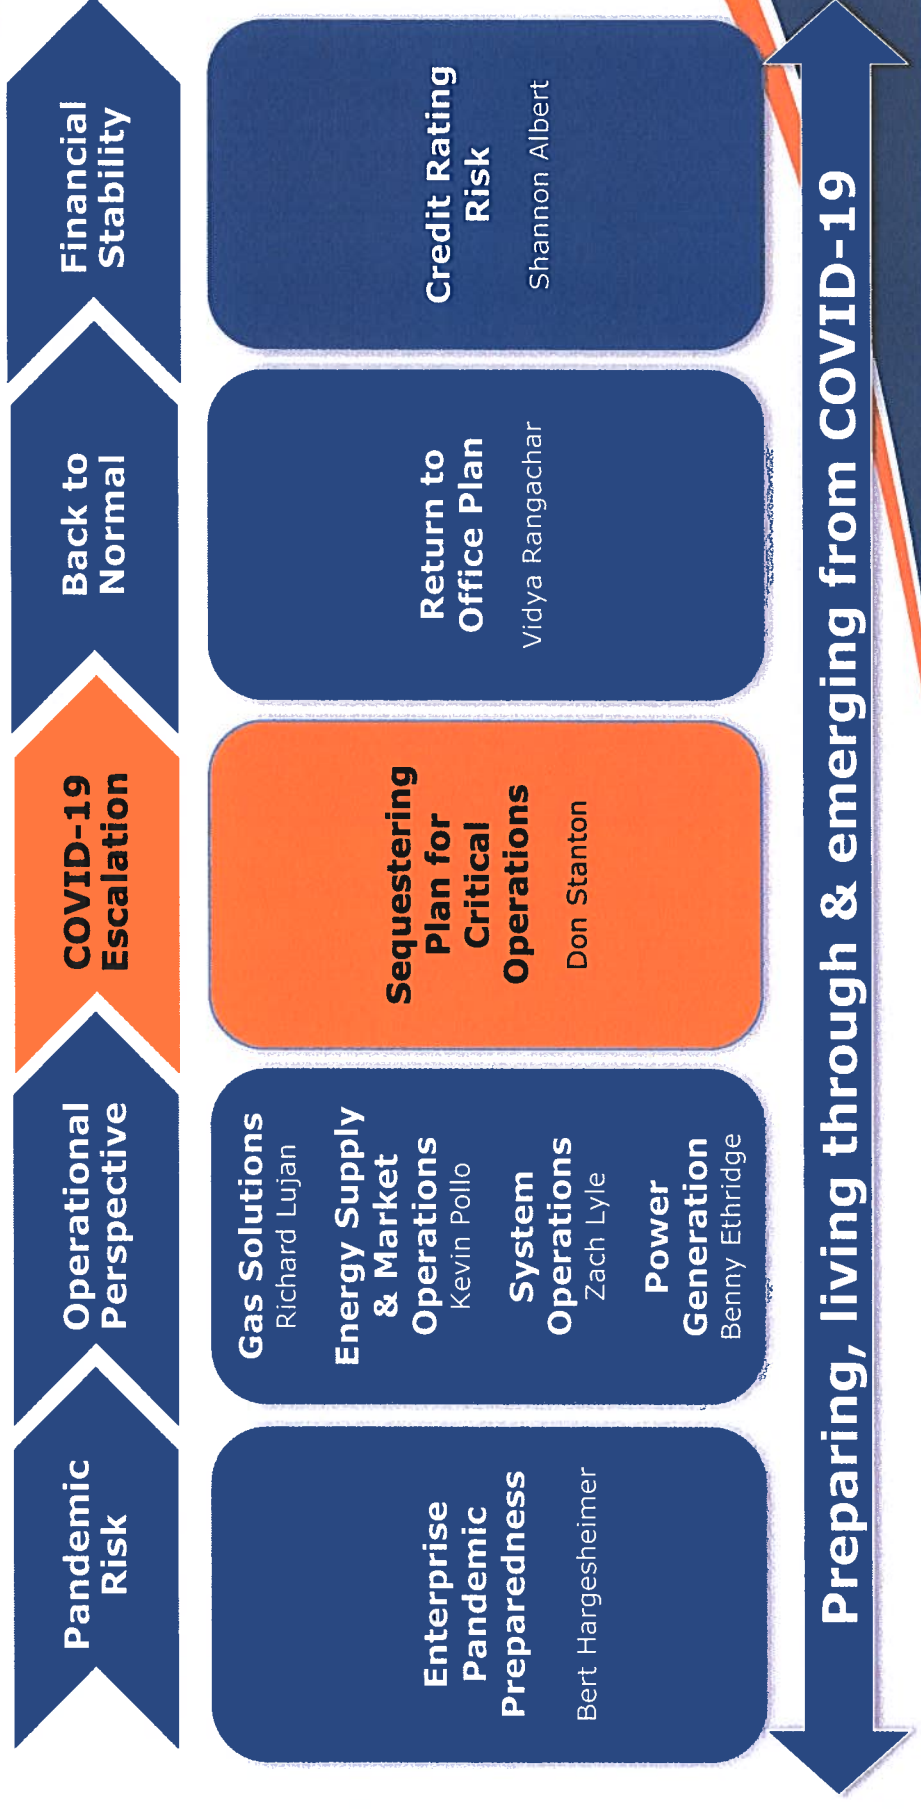 Pandemic
Risk
Operational
Perspective
COVID-19
Escalation
Back to
Normal
Financial
Stability
Enterprise
Pandemic
Preparedness
Bert Hargesheimer
Gas Solutions
Richard Lujan
Energy Supply
& Market
Operations
Kevin Pollo
System
Operations
Zach Lyle
Power
Generation
Benny Ethridge
Sequestering
Plan for
Critical
Operations
Don Stanton
Return to
Office Plan
Vidya Rangachar
Credit Rating
Risk
Shannon Albert
Preparing, living through & emerging from COVID-19